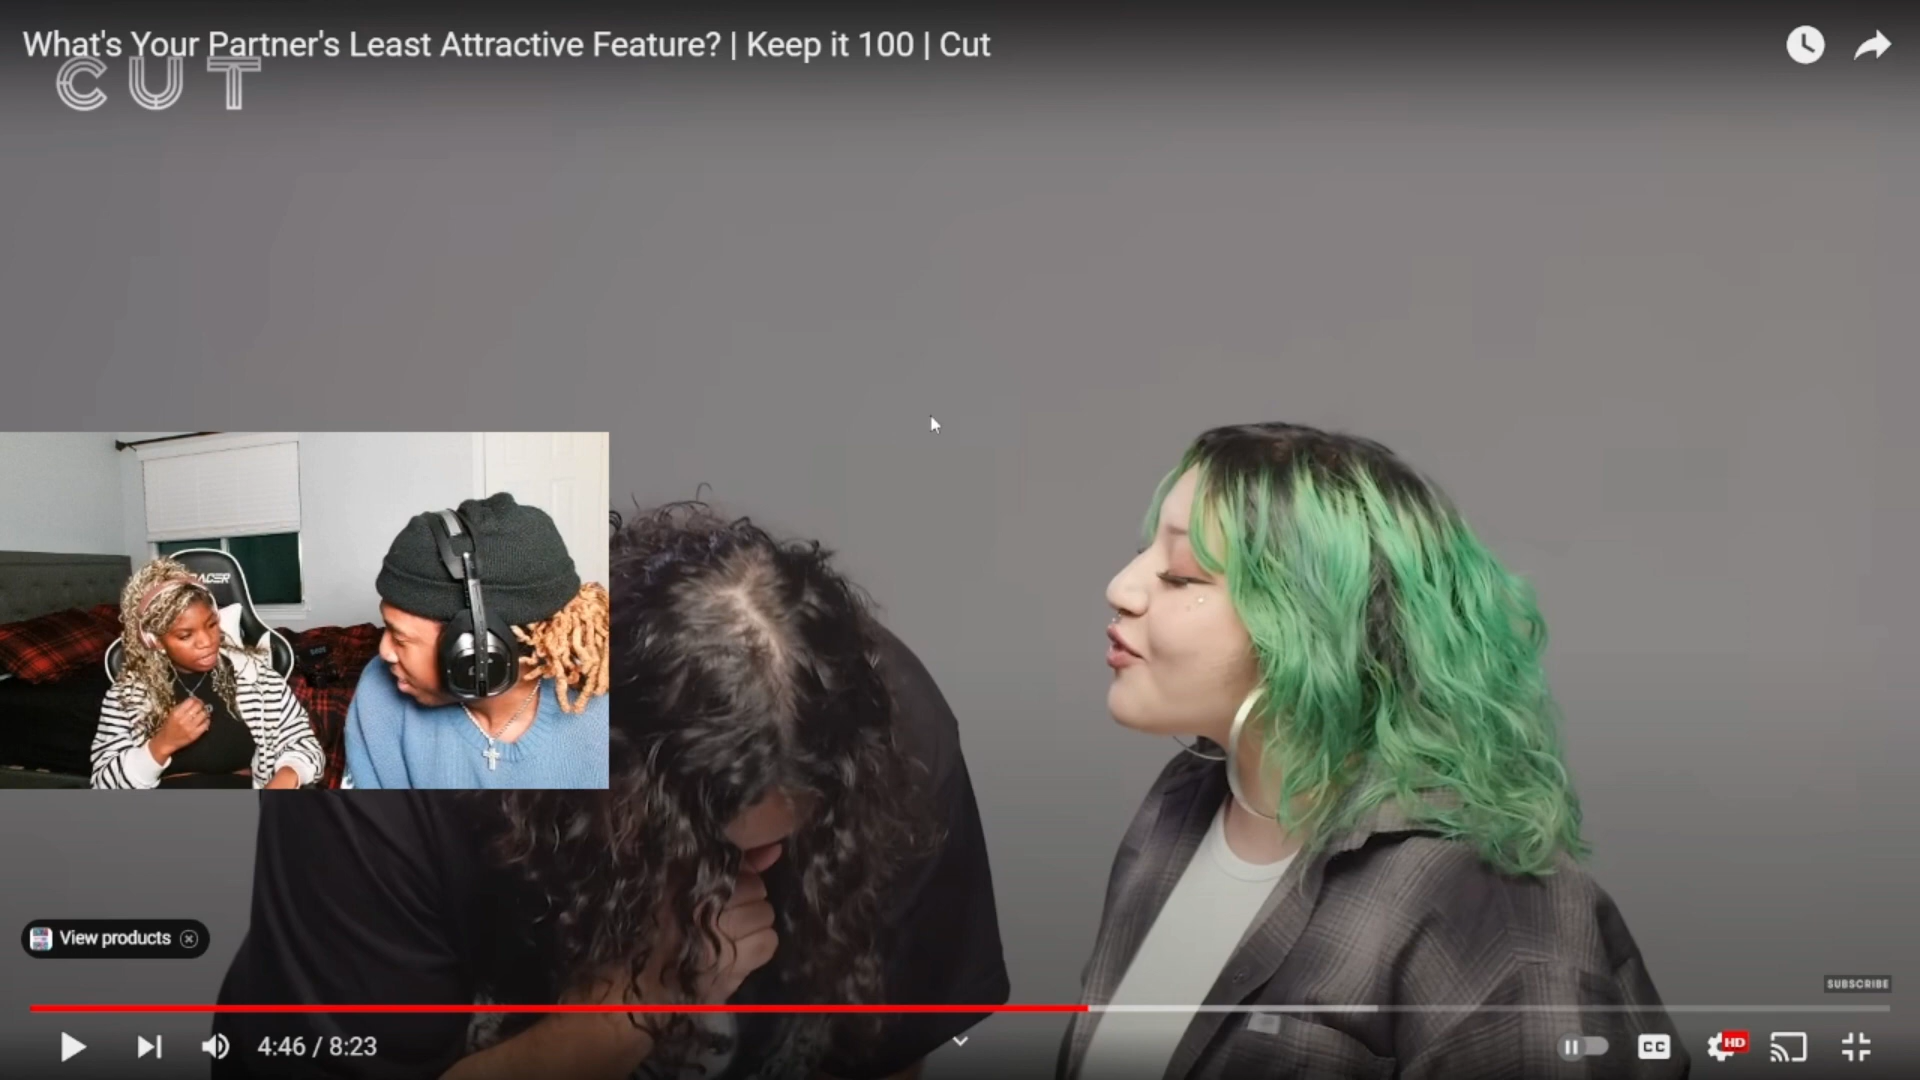 What's Your Partner's Least Attractive Feature? | Keep it 100 | Cut
CUT
View products
SUBSCRIBE
4:46 / 8:23
CC
HD